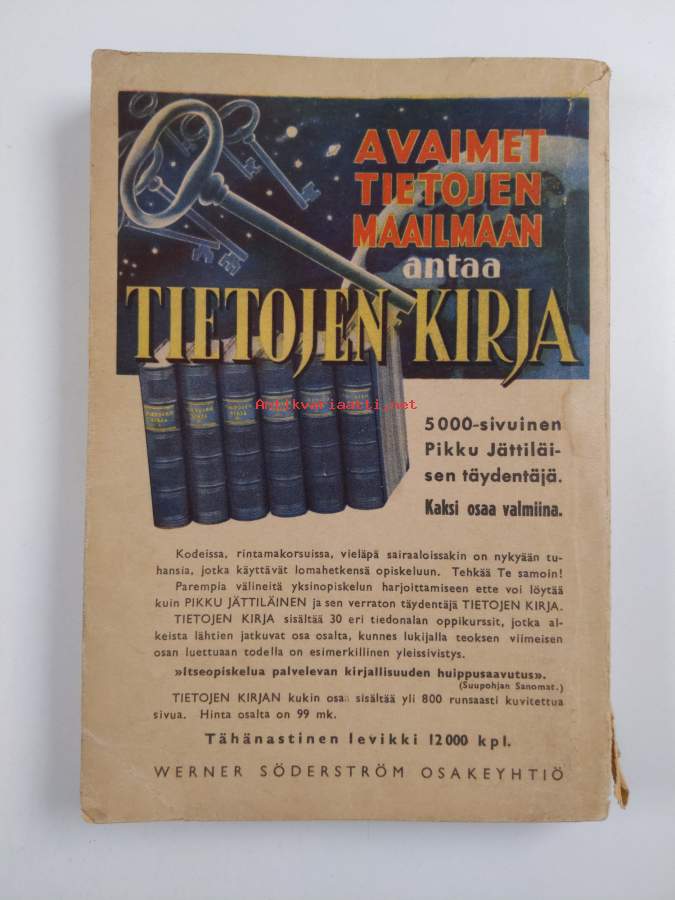 AVAIMET
TIETOJEN
MAAILMAAN
antaa
TIETOJEN KIRJA
TIETOJEN
KIRJA
Antikvariaatti.net
5000-sivuinen
Pikku Jättiläi-
sen täydentäjä.
Kaksi osaa valmiina.
Kodeissa, rintamakorsuissa, vieläpä sairaaloissakin on nykyään tu-
hansia, jotka käyttävät lomahetkensä opiskeluun. Tehkää Te samoin!
Parempia välineitä yksinopiskelun harjoittamiseen ette voi löytää
kuin PIKKU JÄTTILÄINEN ja sen verraton täydentäjä TIETOJEN KIRJA.
TIETOJEN KIRJA sisältää 30 eri tiedonalan oppikurssit, jotka al-
keista lähtien jatkuvat osa osalta, kunnes lukijalla teoksen viimeisen
osan luettuaan todella on esimerkillinen yleissivistys.
»Itseopiskelua palvelevan kirjallisuuden huippusaavutus».
(Suupohjan Sanomat.)
TIETOJEN KIRJAN kukin osa sisältää yli 800 runsaasti kuvitettua
sivua. Hinta osalta on 99 mk.
Tähänastinen levikki 12000 kpl.
WERNER SÖDERSTRÖM OSAKEYHTIÖ